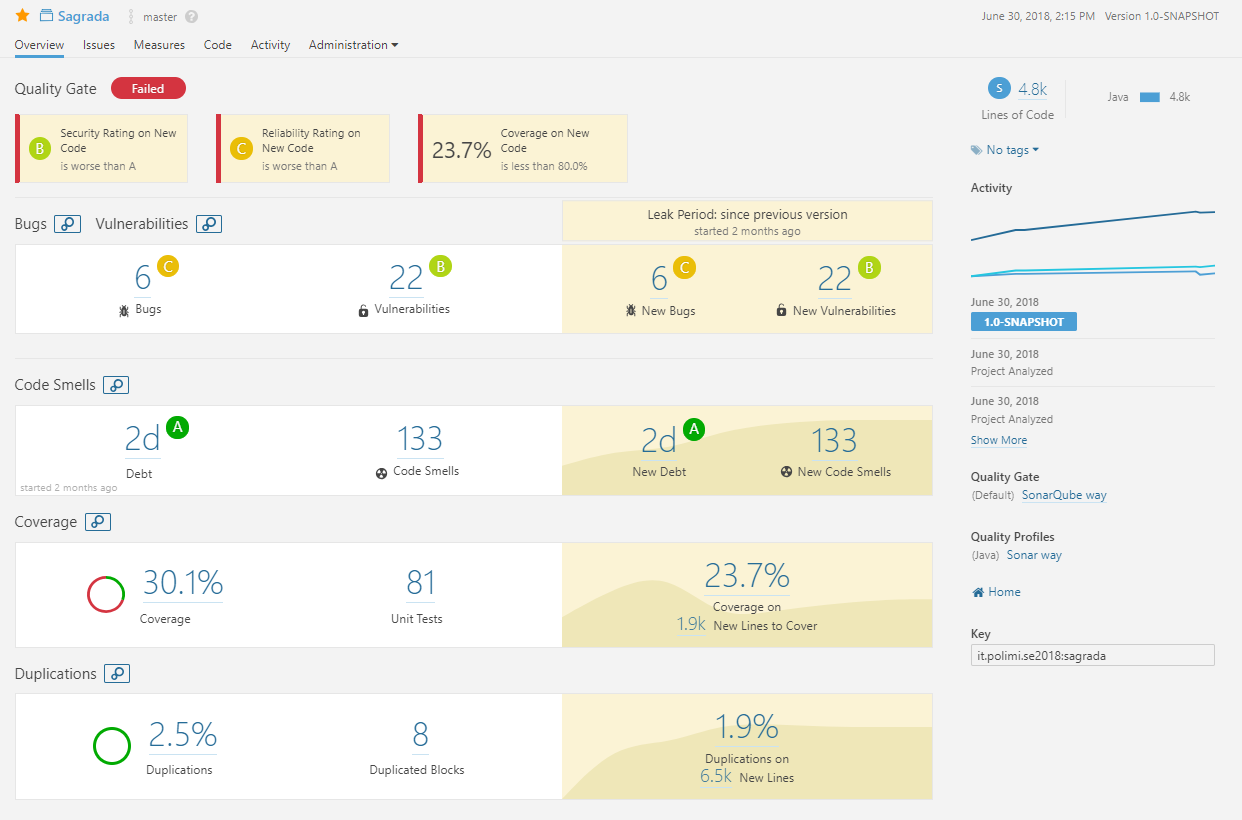 Sagrada master June 30, 2018, 2:15 PM Version 1.0-SNAPSHOT
Overview Issues Measures Code Activity Administration
Quality Gate Failed
B Security Rating on New Code
is worse than A
C Reliability Rating on New Code
is worse than A
23.7% Coverage on New Code
is less than 80.0%
Bugs Vulnerabilities
Leak Period: since previous version
started 2 months ago
6 C
Bugs
22 B
Vulnerabilities
6 C
New Bugs
22 B
New Vulnerabilities
Code Smells
2d A
Debt
started 2 months ago
133
Code Smells
2d A
New Debt
133
New Code Smells
Coverage
30.1%
Coverage
81
Unit Tests
23.7%
Coverage on
1.9k New Lines to Cover
Duplications
2.5%
Duplications
8
Duplicated Blocks
1.9%
Duplications on
6.5k New Lines
S 4.8k
Lines of Code
Java 4.8k
No tags
Activity
June 30, 2018
1.0-SNAPSHOT
June 30, 2018
Project Analyzed
June 30, 2018
Project Analyzed
Show More
Quality Gate
(Default) SonarQube way
Quality Profiles
(Java) Sonar way
Home
Key
it.polimi.se2018:sagrada